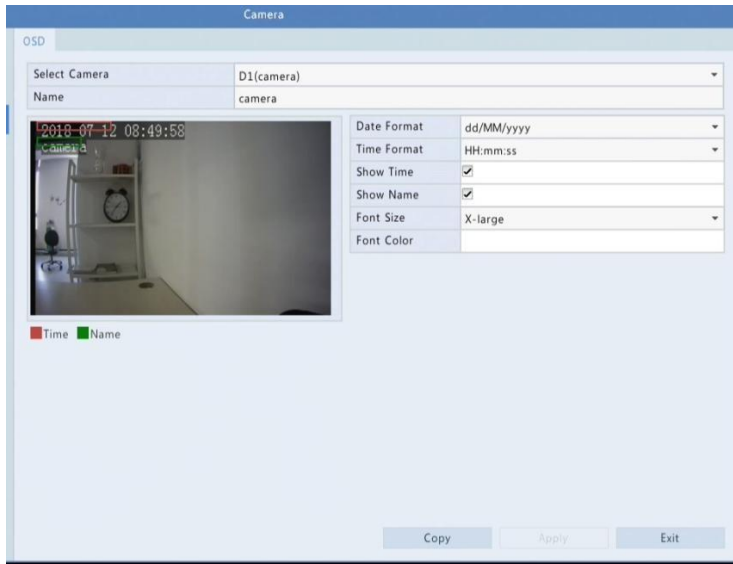 Camera
OSD
Select Camera D1(camera)
Name camera
2018-07-12 08:49:58
camera
Date Format dd/MM/yyyy
Time Format HH:mm:ss
Show Time
Show Name
Font Size X-large
Font Color
Time Name
Copy Apply Exit